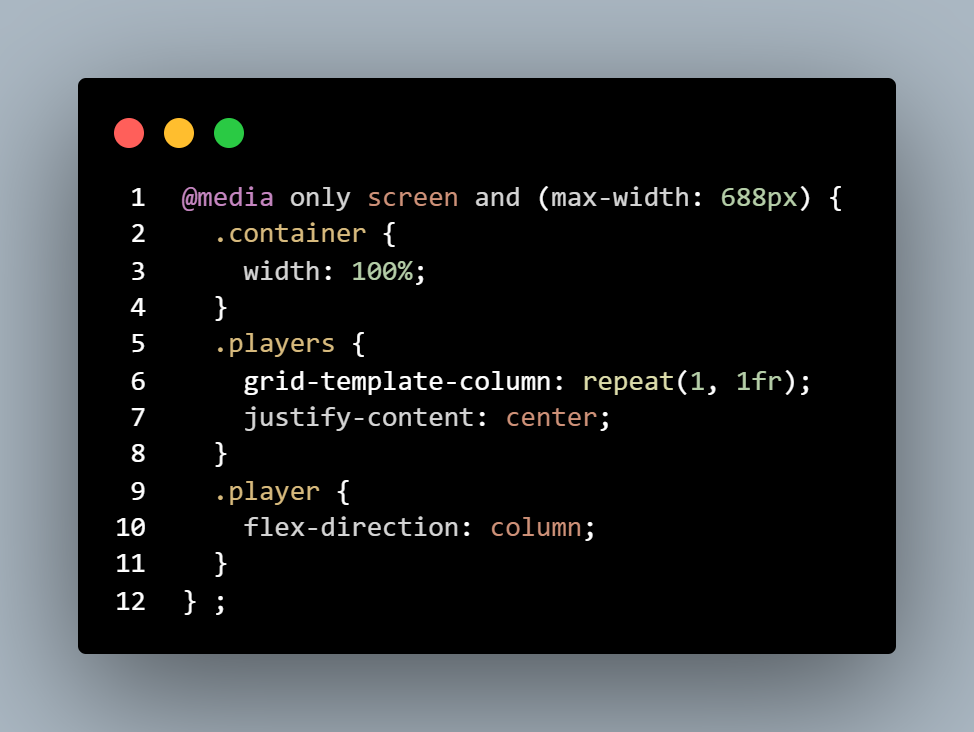 1 @media only screen and (max-width: 688px) {
2 .container {
3 width: 100%;
4 }
5 .players {
6 grid-template-column: repeat(1, 1fr);
7 justify-content: center;
8 }
9 .player {
10 flex-direction: column;
11 }
12 } ;